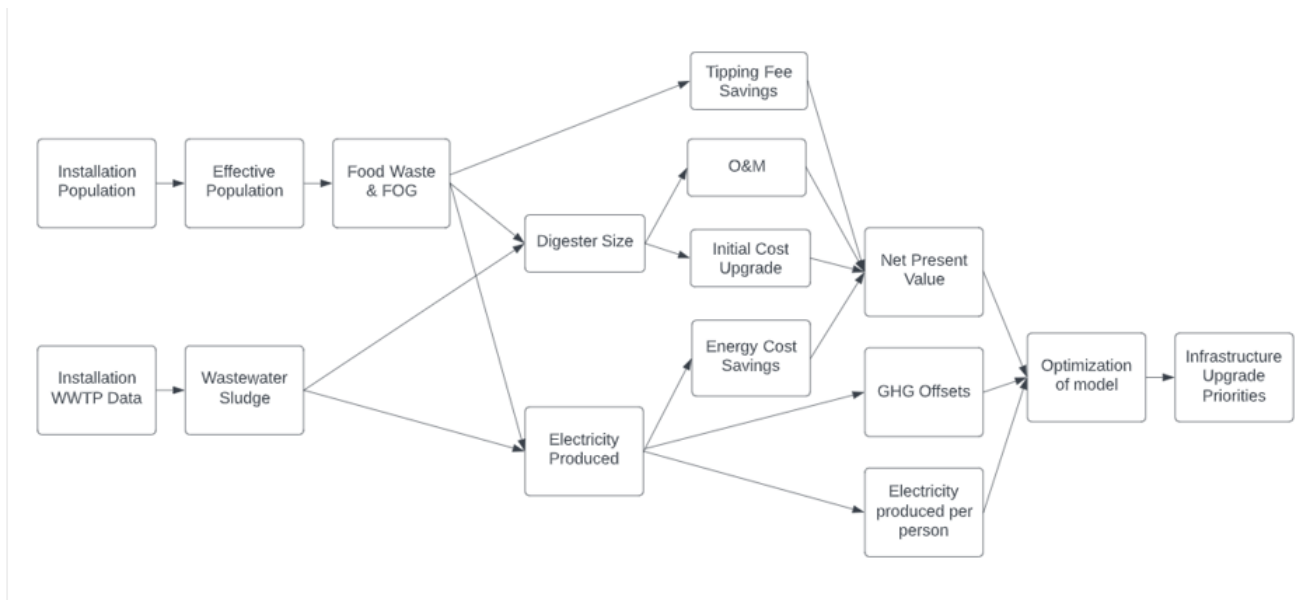 Tipping Fee
Savings
Installation
Population
Effective
Population
Food Waste
& FOG
O&M
Digester Size
Initial Cost
Upgrade
Net Present
Value
Installation
WWTP Data
Wastewater
Sludge
Energy Cost
Savings
GHG Offsets
Optimization
of model
Infrastructure
Upgrade
Priorities
Electricity
Produced
Electricity
produced per
person